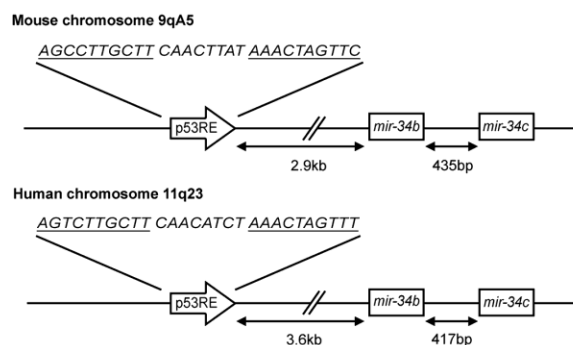 Mouse chromosome 9qA5
AGCCTTGCTT CAACTTAT AAACTAGTTC
p53RE mir-34b mir-34c
2.9kb 435bp
Human chromosome 11q23
AGTCTTGCTT CAACATCT AAACTAGTTT
p53RE mir-34b mir-34c
3.6kb 417bp